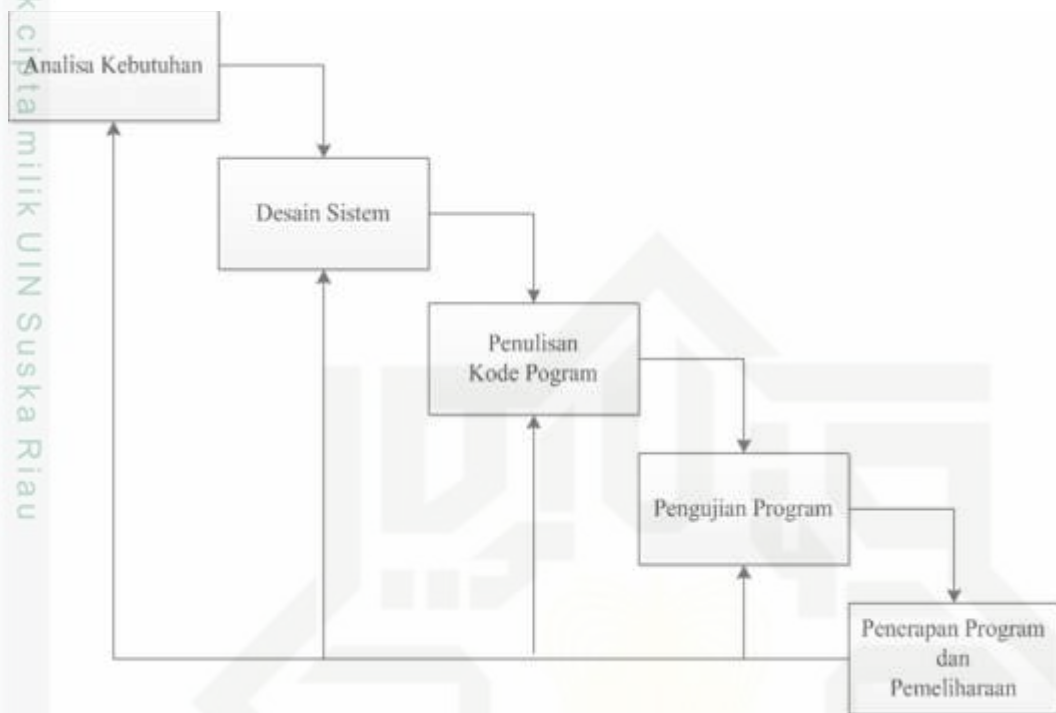 k cipta milik UIN Suska Riau
Analisa Kebutuhan
Desain Sistem
Penulisan
Kode Pogram
Pengujian Program
Penerapan Program
dan
Pemeliharaan